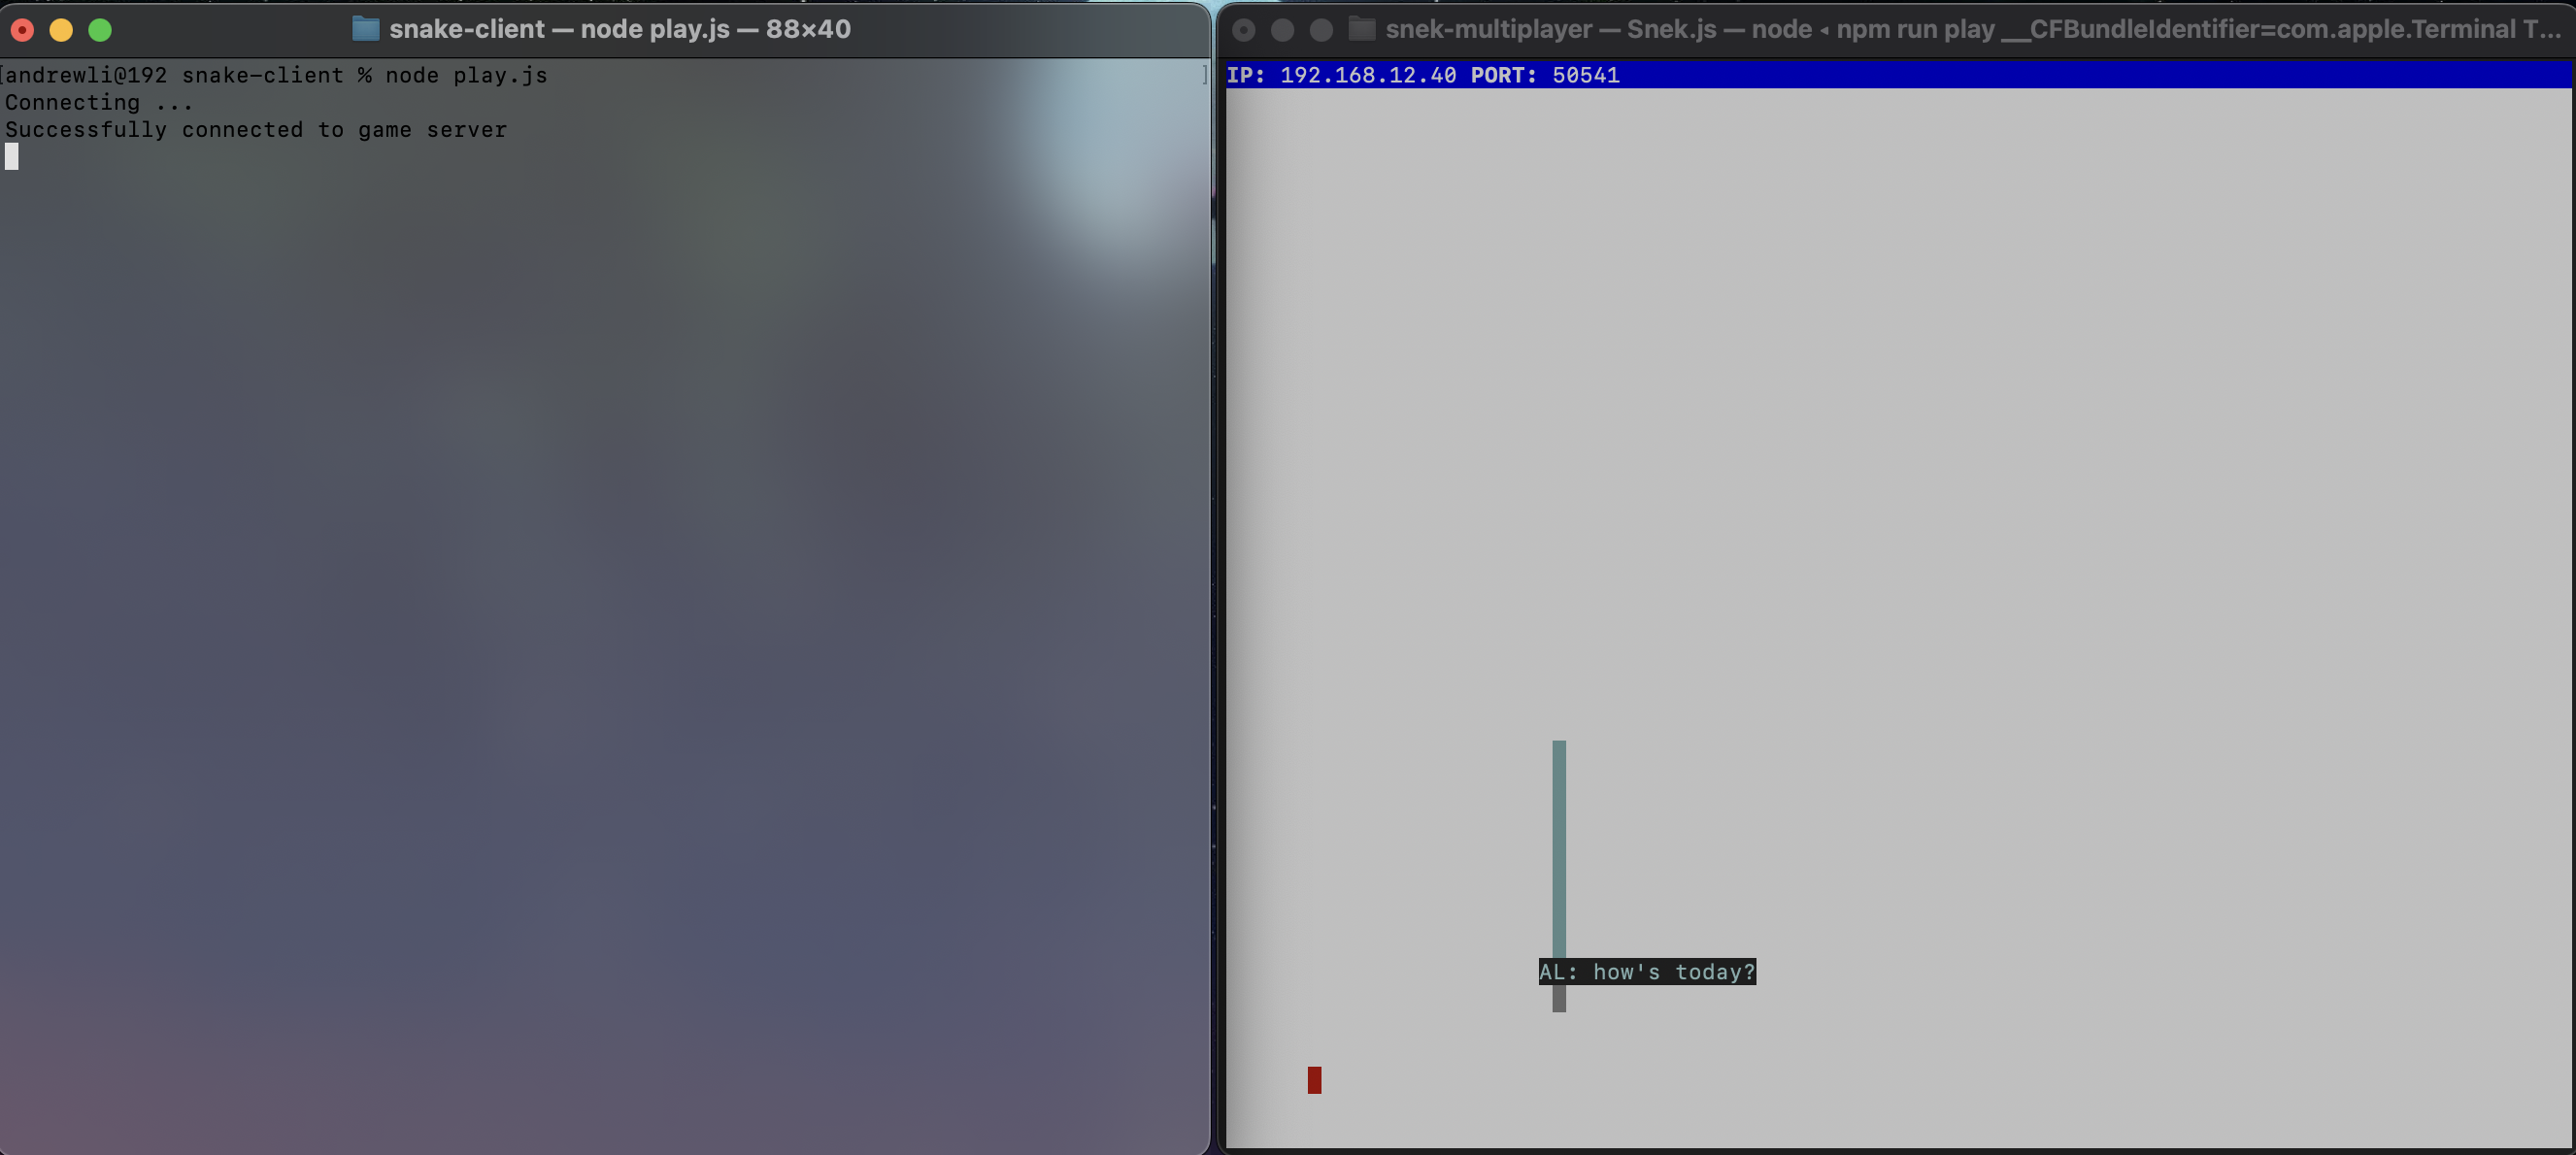 snake-client — node play.js — 88×40
[andrewli@192 snake-client % node play.js ]
Connecting ...
Successfully connected to game server
snek-multiplayer — Snek.js — node ◂ npm run play __CFBundleIdentifier=com.apple.Terminal T...
IP: 192.168.12.40 PORT: 50541
AL: how's today?